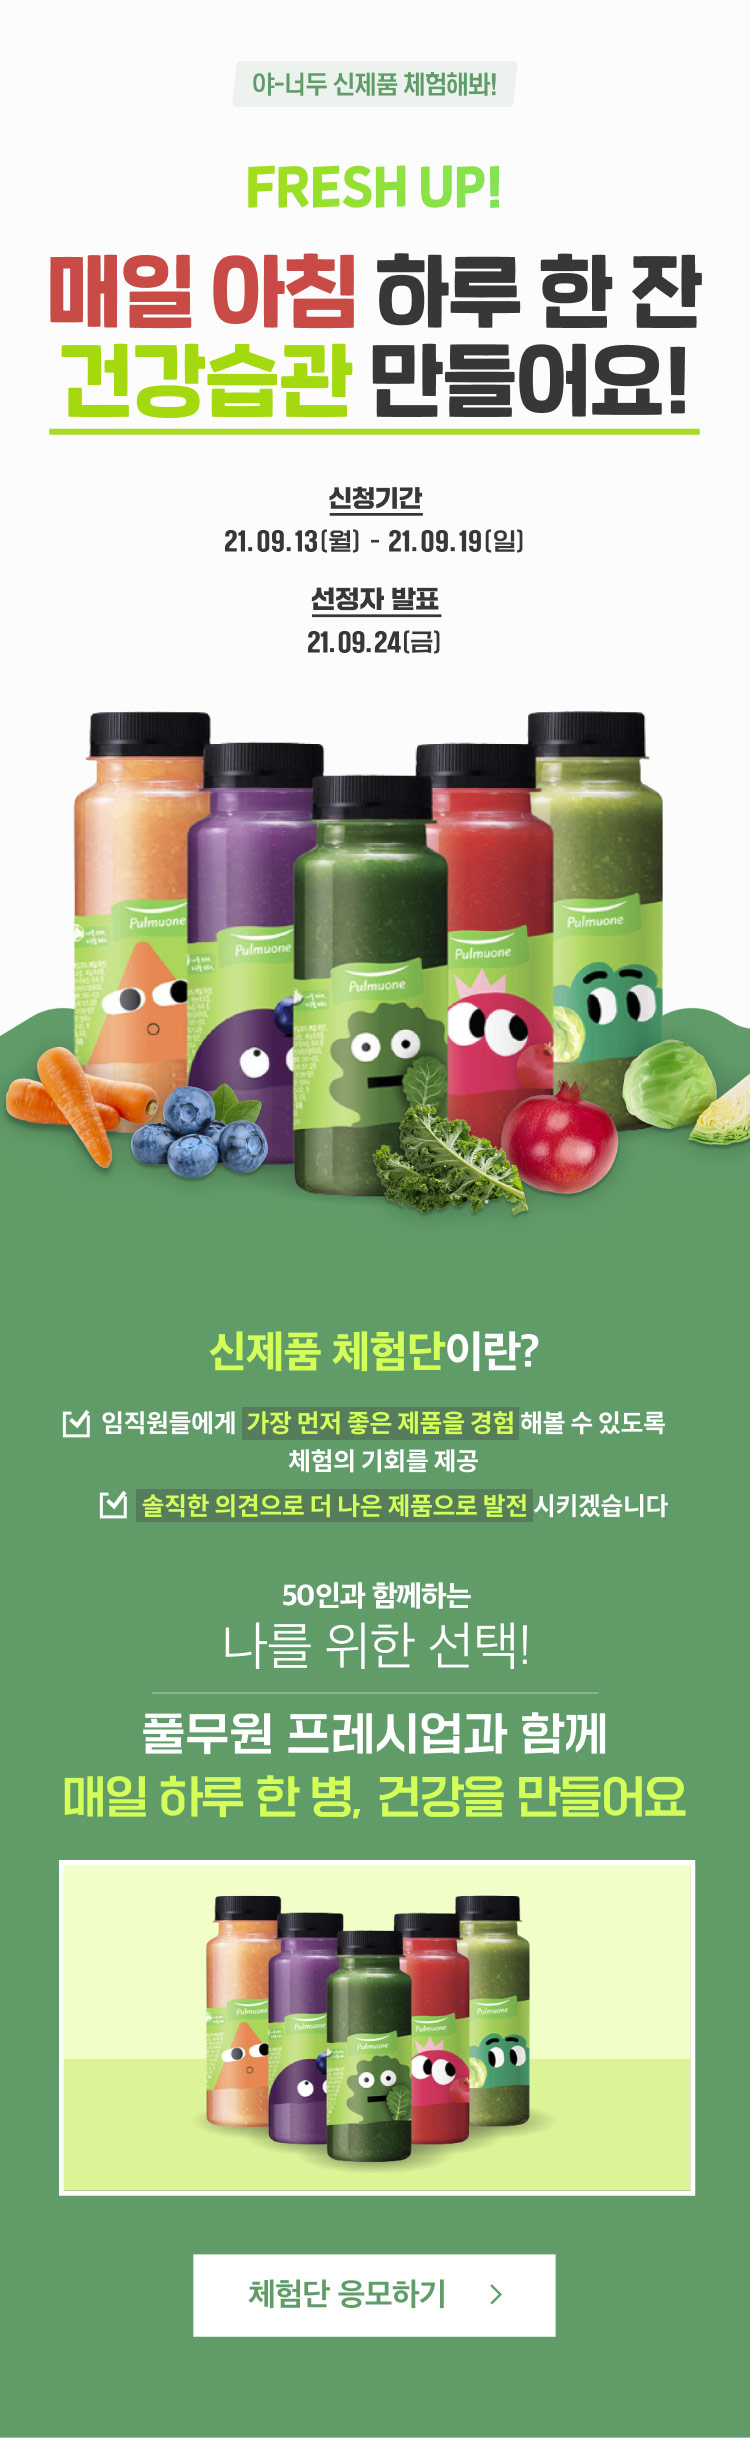 야-너두 신제품 체험해봐!
FRESH UP!
매일 아침 하루 한 잔
건강습관 만들어요!
신청기간
21.09.13(월) - 21.09.19(일)
선정자 발표
21.09.24(금)
Pulmuone
Pulmuone
Pulmuone
Pulmuone
Pulmuone
신제품 체험단이란?
임직원들에게 가장 먼저 좋은 제품을 경험 해볼 수 있도록
체험의 기회를 제공
솔직한 의견으로 더 나은 제품으로 발전 시키겠습니다
50인과 함께하는
나를 위한 선택!
풀무원 프레시업과 함께
매일 하루 한 병, 건강을 만들어요
Pulmuone
Pulmuone
Pulmuone
Pulmuone
Pulmuone
체험단 응모하기 >